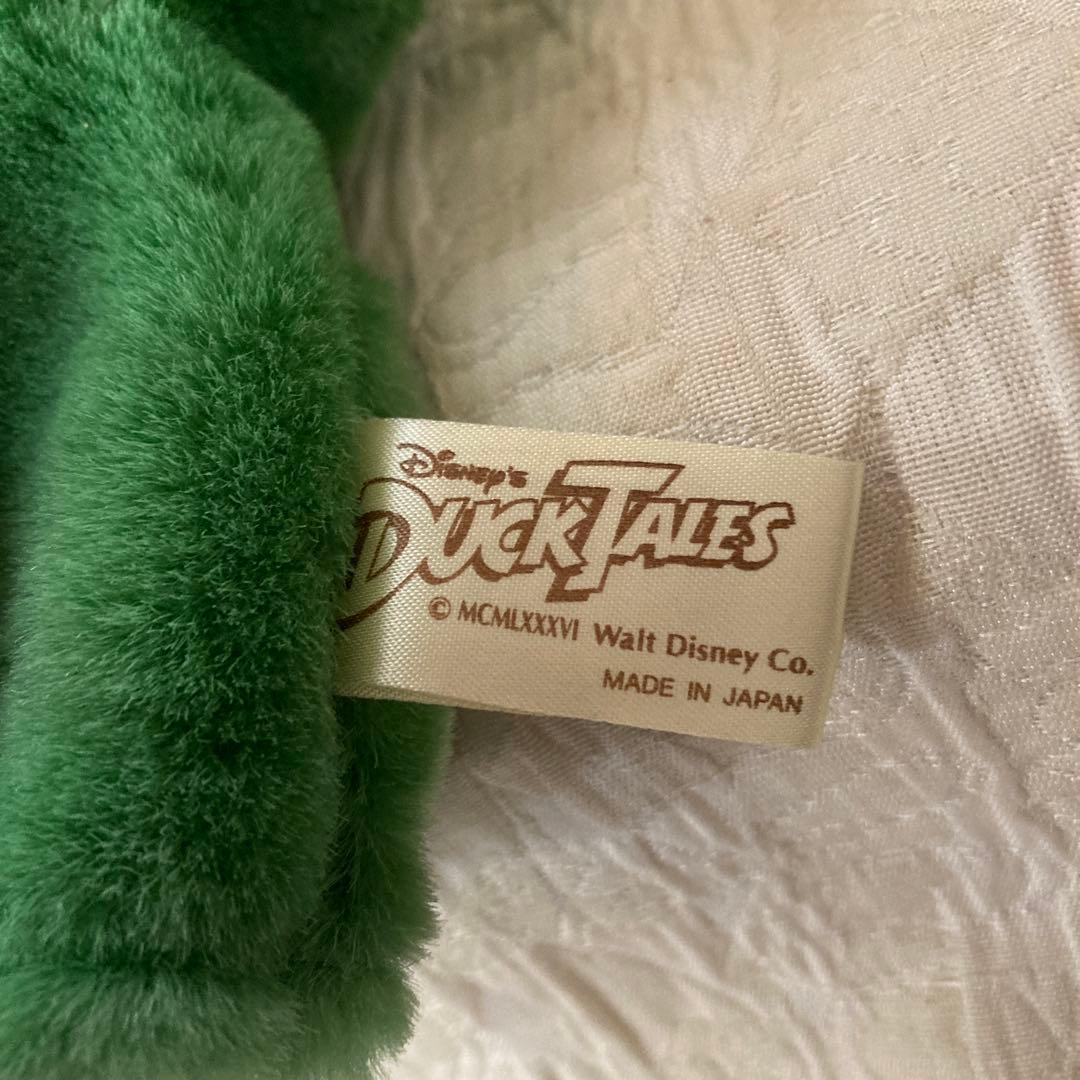 Disney's
DUCKTALES
© MCMLXXXVI Walt Disney Co.
MADE IN JAPAN